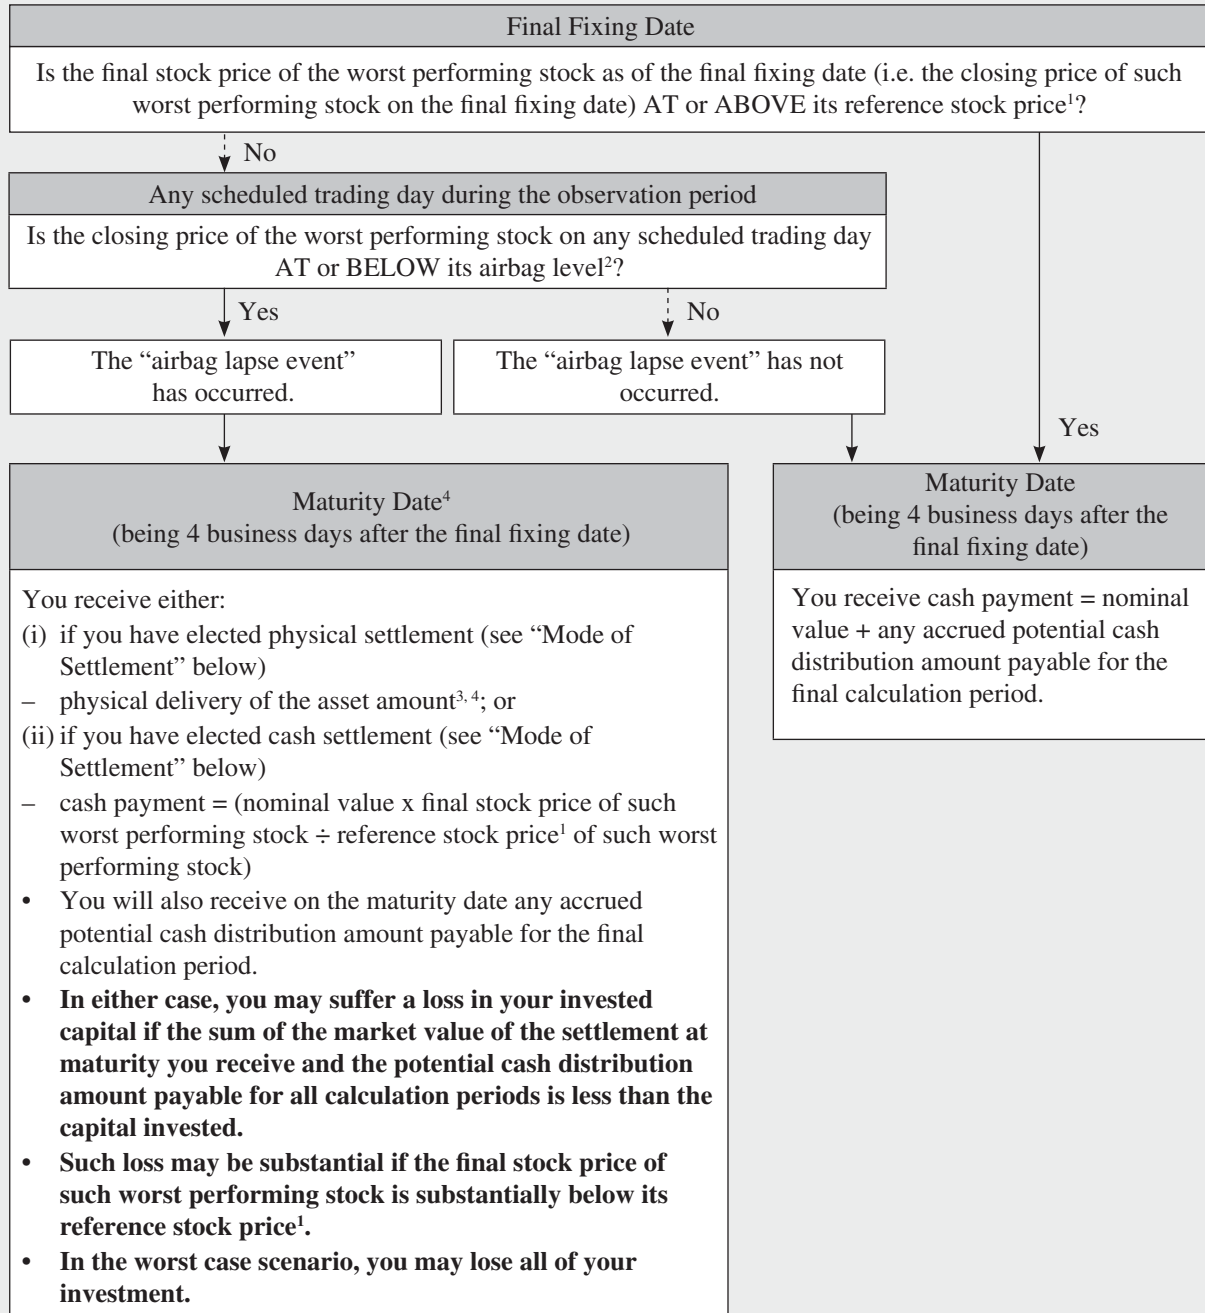 Final Fixing Date
Is the final stock price of the worst performing stock as of the final fixing date (i.e. the closing price of such
worst performing stock on the final fixing date) AT or ABOVE its reference stock price¹?
No
Any scheduled trading day during the observation period
Is the closing price of the worst performing stock on any scheduled trading day
AT or BELOW its airbag level²?
Yes
No
The “airbag lapse event”
has occurred.
The “airbag lapse event” has not
occurred.
Yes
Maturity Date⁴
(being 4 business days after the final fixing date)
You receive either:
(i) if you have elected physical settlement (see “Mode of
Settlement” below)
– physical delivery of the asset amount³, ⁴; or
(ii) if you have elected cash settlement (see “Mode of
Settlement” below)
– cash payment = (nominal value x final stock price of such
worst performing stock ÷ reference stock price¹ of such worst
performing stock)
• You will also receive on the maturity date any accrued
potential cash distribution amount payable for the final
calculation period.
• In either case, you may suffer a loss in your invested
capital if the sum of the market value of the settlement at
maturity you receive and the potential cash distribution
amount payable for all calculation periods is less than the
capital invested.
• Such loss may be substantial if the final stock price of
such worst performing stock is substantially below its
reference stock price¹.
• In the worst case scenario, you may lose all of your
investment.
Maturity Date
(being 4 business days after the
final fixing date)
You receive cash payment = nominal
value + any accrued potential cash
distribution amount payable for the
final calculation period.